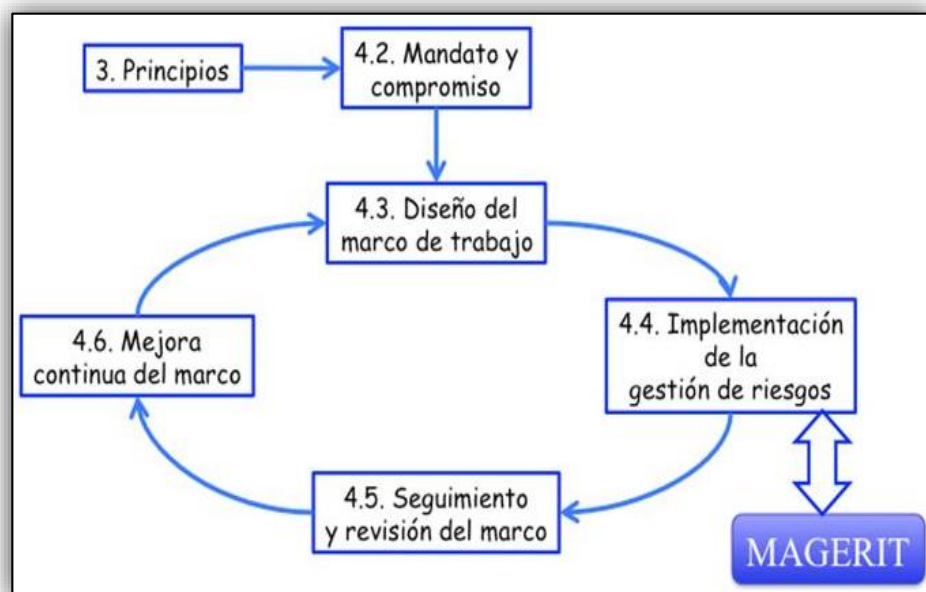 3. Principios
4.2. Mandato y
compromiso
4.3. Diseño del
marco de trabajo
4.4. Implementación
de la
gestión de riesgos
4.6. Mejora
continua del marco
4.5. Seguimiento
y revisión del marco
MAGERIT